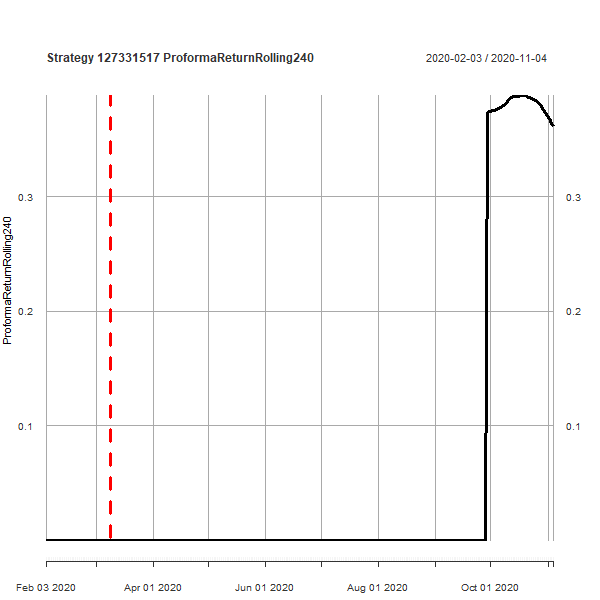 Strategy 127331517 ProformaReturnRolling240
2020-02-03 / 2020-11-04
ProformaReturnRolling240
0.3
0.3
0.2
0.2
0.1
0.1
Feb 03 2020
Apr 01 2020
Jun 01 2020
Aug 01 2020
Oct 01 2020